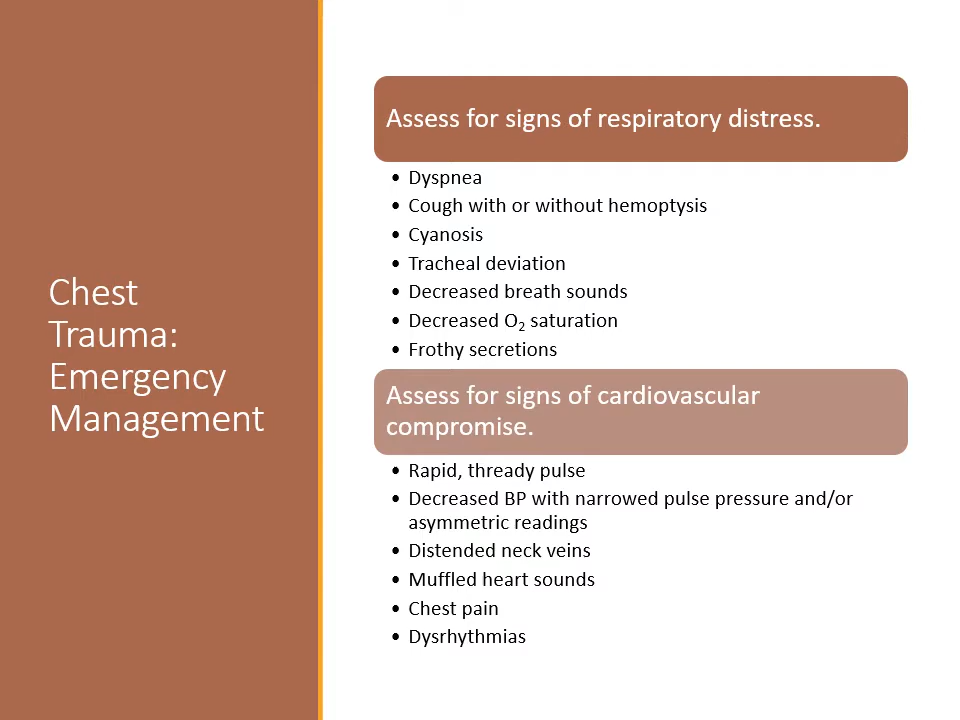 Chest
Trauma:
Emergency
Management
Assess for signs of respiratory distress.
• Dyspnea
• Cough with or without hemoptysis
• Cyanosis
• Tracheal deviation
• Decreased breath sounds
• Decreased O₂ saturation
• Frothy secretions
Assess for signs of cardiovascular
compromise.
• Rapid, thready pulse
• Decreased BP with narrowed pulse pressure and/or
asymmetric readings
• Distended neck veins
• Muffled heart sounds
• Chest pain
• Dysrhythmias